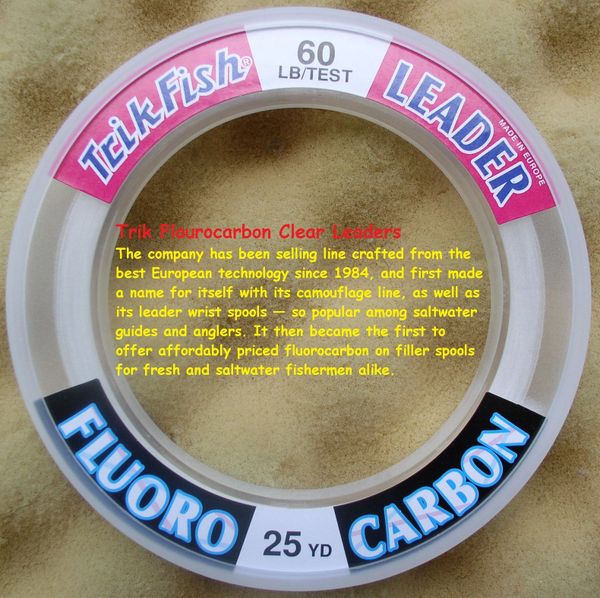 TrikFish®
60
LB/TEST
LEADER
MADE IN EUROPE
Trik Flourocarbon Clear Leaders
The company has been selling line crafted from the
best European technology since 1984, and first made
a name for itself with its camouflage line, as well as
its leader wrist spools — so popular among saltwater
guides and anglers. It then became the first to
offer affordably priced fluorocarbon on filler spools
for fresh and saltwater fishermen alike.
FLUORO
25 YD
CARBON